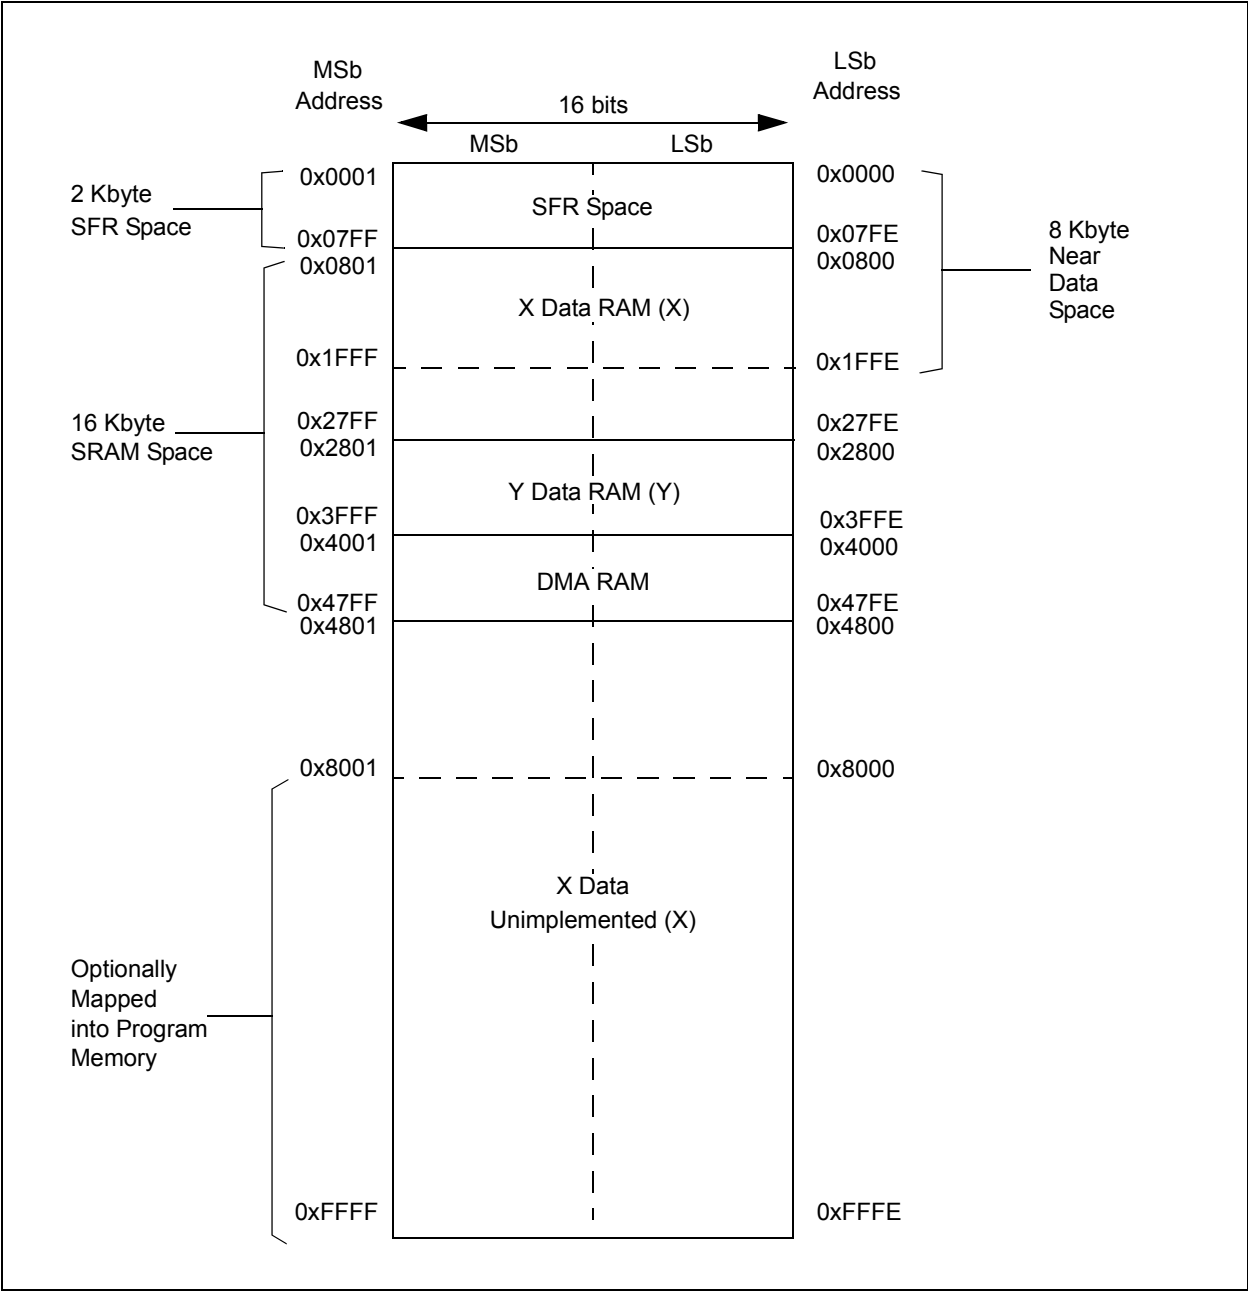 MSb
Address
LSb
Address
16 bits
MSb
LSb
2 Kbyte
SFR Space
0x0001
SFR Space
0x0000
0x07FF
0x07FE
0x0801
0x0800
8 Kbyte
Near
Data
Space
X Data RAM (X)
0x1FFF
0x1FFE
16 Kbyte
SRAM Space
0x27FF
0x27FE
0x2801
0x2800
Y Data RAM (Y)
0x3FFF
0x3FFE
0x4001
0x4000
DMA RAM
0x47FF
0x47FE
0x4801
0x4800
0x8001
0x8000
X Data
Unimplemented (X)
Optionally
Mapped
into Program
Memory
0xFFFF
0xFFFE